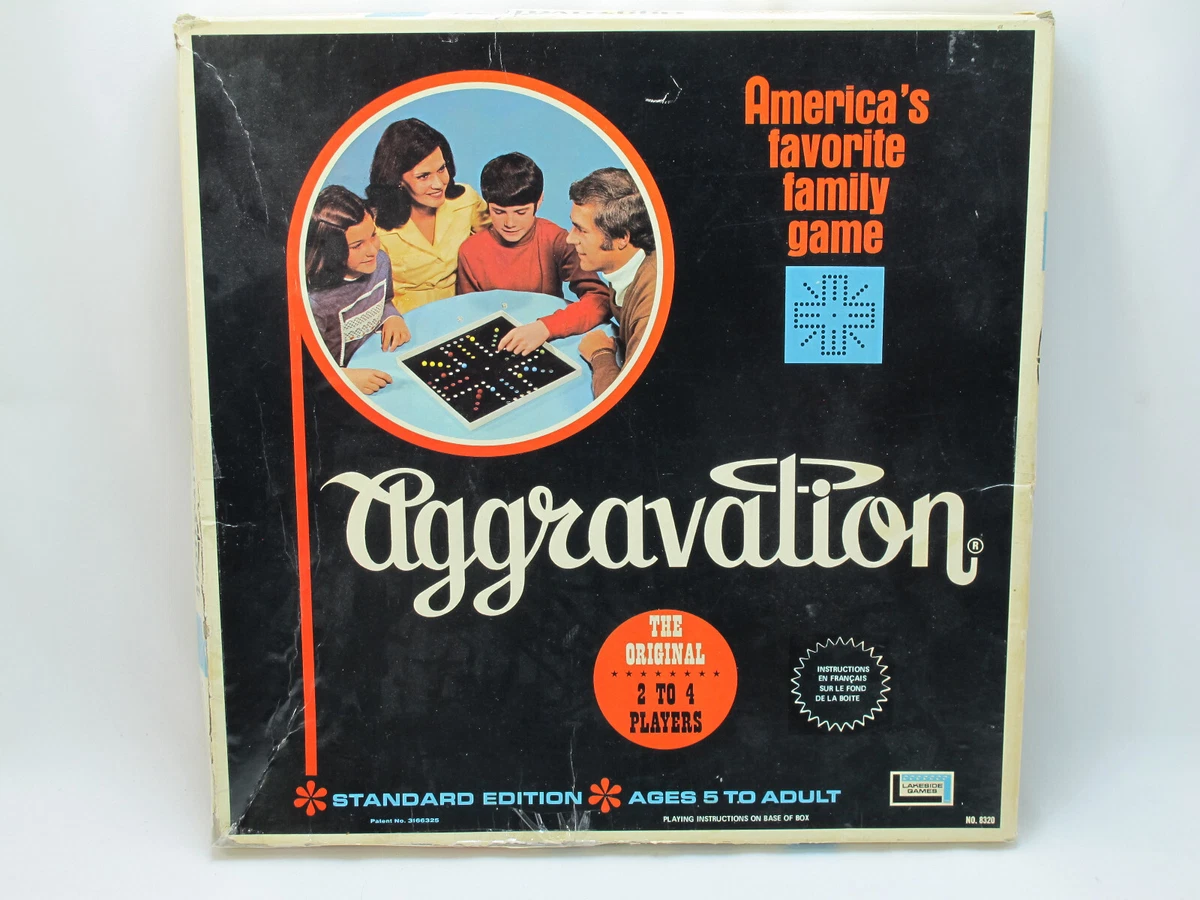 America's
favorite
family
game
Aggravation®
THE
ORIGINAL
2 TO 4
PLAYERS
INSTRUCTIONS
EN FRANÇAIS
SUR LE FOND
DE LA BOITE
STANDARD EDITION AGES 5 TO ADULT
LAKESIDE
GAMES
Patent No. 3166325
PLAYING INSTRUCTIONS ON BASE OF BOX
NO. 8320